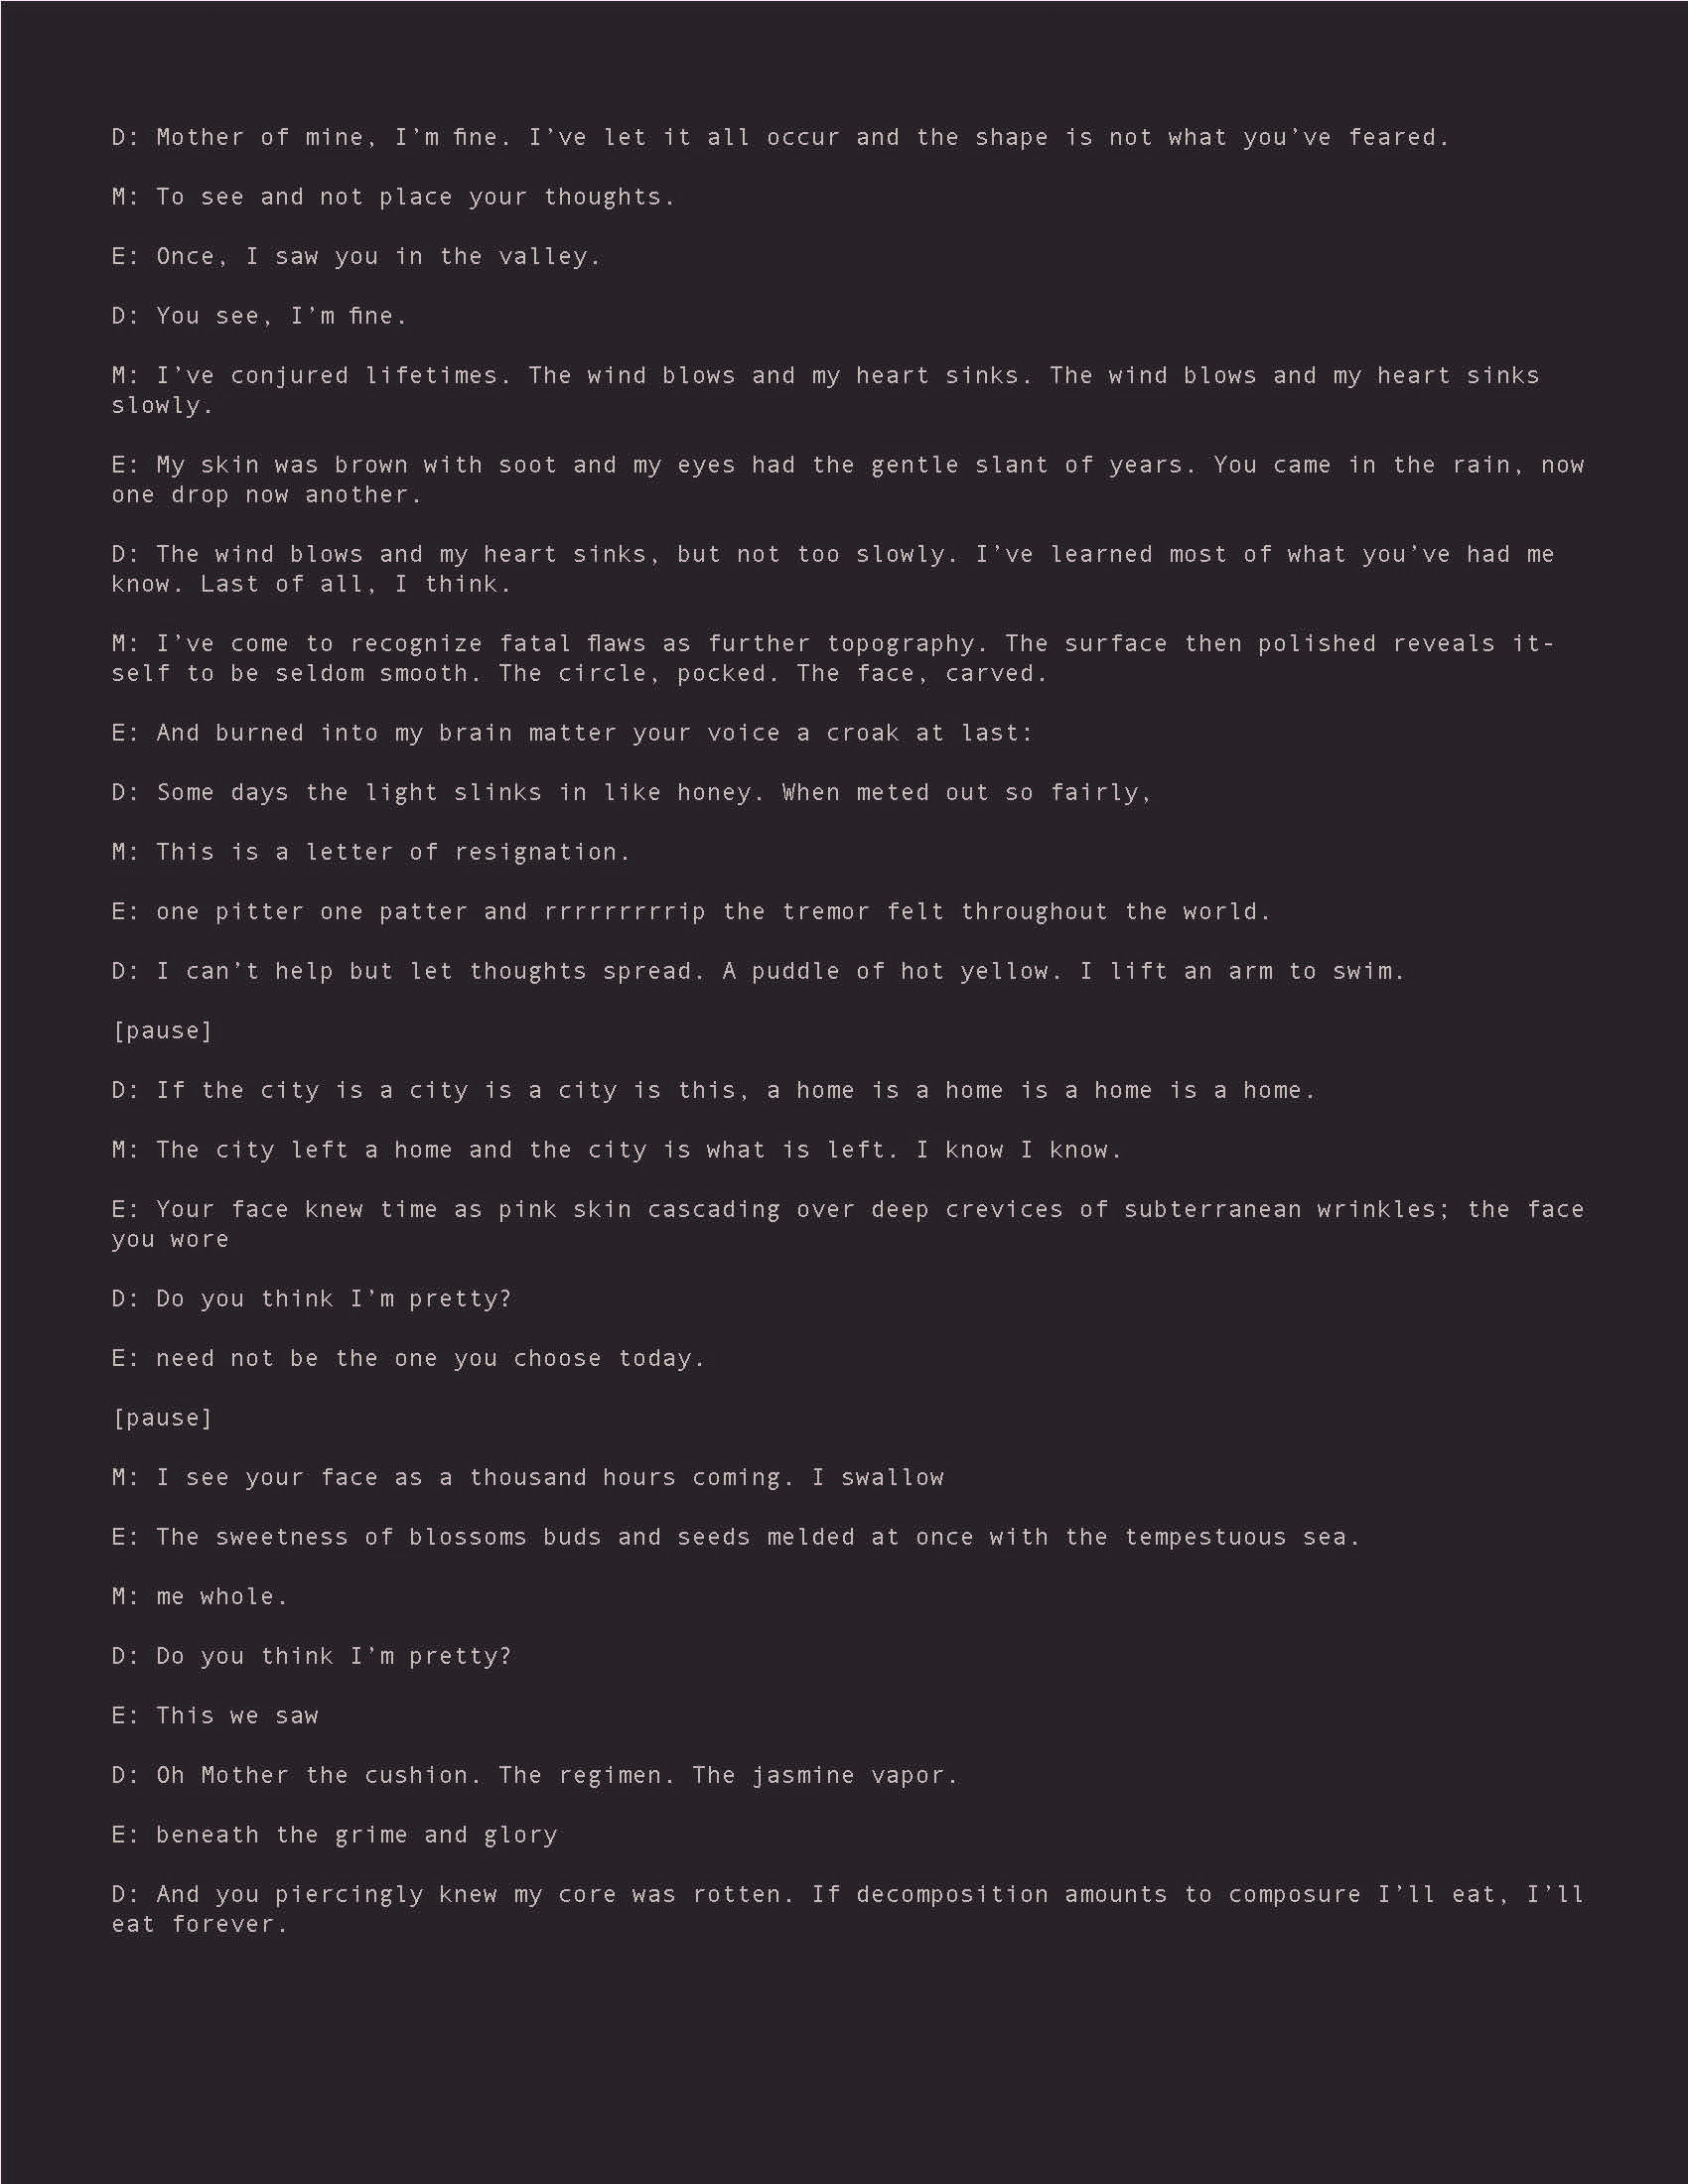 D: Mother of mine, I’m fine. I’ve let it all occur and the shape is not what you’ve feared.
M: To see and not place your thoughts.
E: Once, I saw you in the valley.
D: You see, I’m fine.
M: I’ve conjured lifetimes. The wind blows and my heart sinks. The wind blows and my heart sinks
slowly.
E: My skin was brown with soot and my eyes had the gentle slant of years. You came in the rain, now
one drop now another.
D: The wind blows and my heart sinks, but not too slowly. I’ve learned most of what you’ve had me
know. Last of all, I think.
M: I’ve come to recognize fatal flaws as further topography. The surface then polished reveals it-
self to be seldom smooth. The circle, pocked. The face, carved.
E: And burned into my brain matter your voice a croak at last:
D: Some days the light slinks in like honey. When meted out so fairly,
M: This is a letter of resignation.
E: one pitter one patter and rrrrrrrrrip the tremor felt throughout the world.
D: I can’t help but let thoughts spread. A puddle of hot yellow. I lift an arm to swim.
[pause]
D: If the city is a city is a city is this, a home is a home is a home is a home.
M: The city left a home and the city is what is left. I know I know.
E: Your face knew time as pink skin cascading over deep crevices of subterranean wrinkles; the face
you wore
D: Do you think I’m pretty?
E: need not be the one you choose today.
[pause]
M: I see your face as a thousand hours coming. I swallow
E: The sweetness of blossoms buds and seeds melded at once with the tempestuous sea.
M: me whole.
D: Do you think I’m pretty?
E: This we saw
D: Oh Mother the cushion. The regimen. The jasmine vapor.
E: beneath the grime and glory
D: And you piercingly knew my core was rotten. If decomposition amounts to composure I’ll eat, I’ll
eat forever.